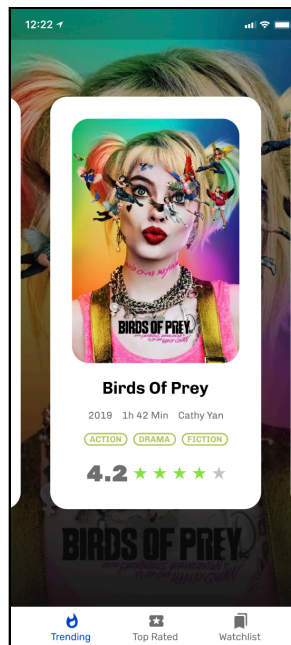 12:22
BIRDS OF PREY
Birds Of Prey
2019 1h 42 Min Cathy Yan
ACTION DRAMA FICTION
4.2
BIRDS OF PREY
DC
Trending Top Rated Watchlist